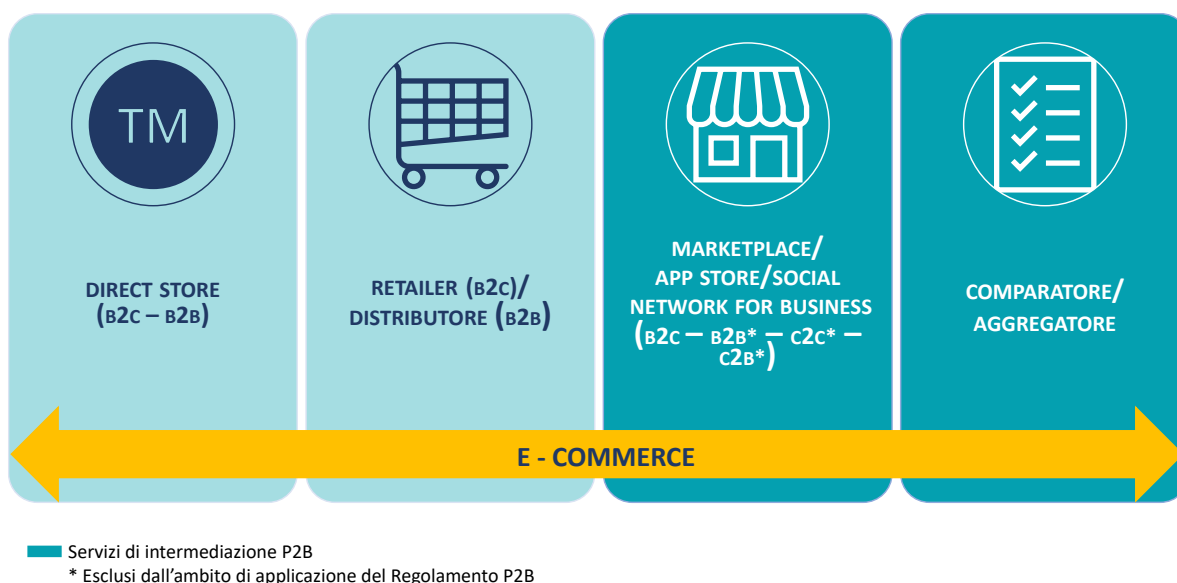 TM
DIRECT STORE
(B2C – B2B)
RETAILER (B2C)/
DISTRIBUTORE (B2B)
MARKETPLACE/
APP STORE/SOCIAL
NETWORK FOR BUSINESS
(B2C – B2B* – C2C* –
C2B*)
COMPARATORE/
AGGREGATORE
E - COMMERCE
Servizi di intermediazione P2B
* Esclusi dall'ambito di applicazione del Regolamento P2B